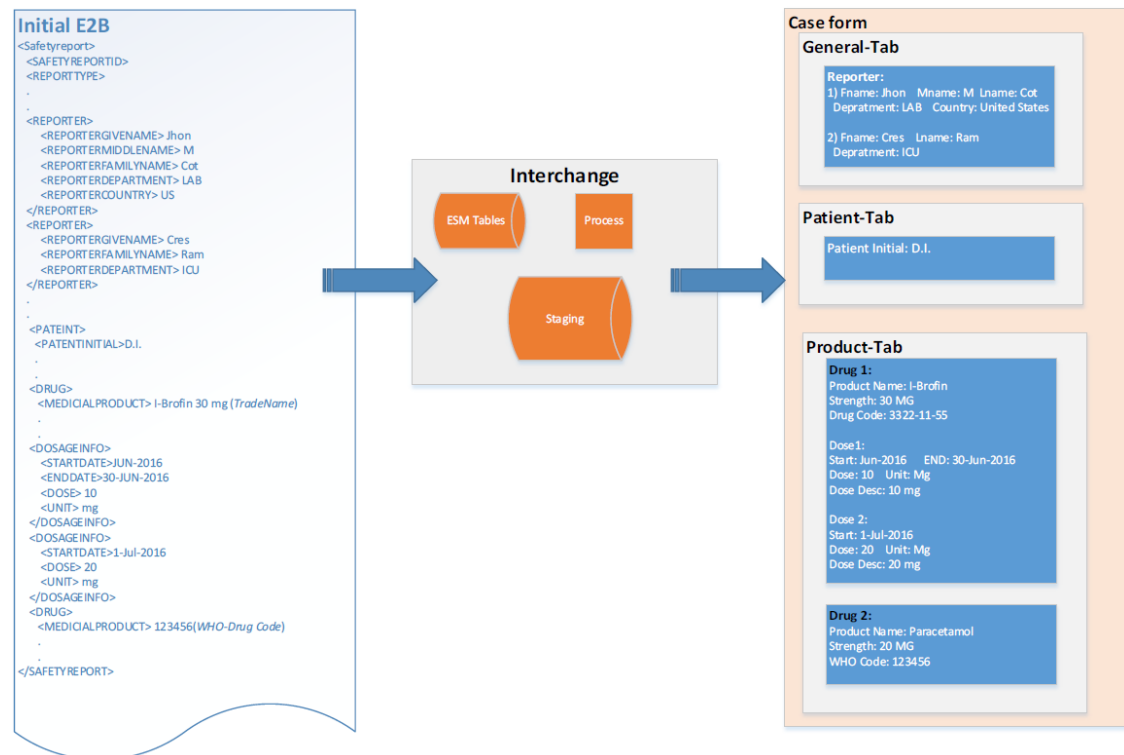 Initial E2B
<Safetyreport>
<SAFETYREPORTID>
<REPORTTYPE>
.
.
<REPORTER>
<REPORTERGIVENAME> Jhon
<REPORTERMIDDLENAME> M
<REPORTERFAMILYNAME> Cot
<REPORTERDEPARTMENT> LAB
<REPORTERCOUNTRY> US
</REPORTER>
<REPORTER>
<REPORTERGIVENAME> Cres
<REPORTERFAMILYNAME> Ram
<REPORTERDEPARTMENT> ICU
</REPORTER>
.
.
<PATEINT>
<PATENTINITIAL>D.I.
.
.
<DRUG>
<MEDICIALPRODUCT> I-Brofin 30 mg (TradeName)
.
.
<DOSAGEINFO>
<STARTDATE>JUN-2016
<ENDDATE>30-JUN-2016
<DOSE> 10
<UNIT> mg
</DOSAGEINFO>
<DOSAGEINFO>
<STARTDATE>1-Jul-2016
<DOSE> 20
<UNIT> mg
</DOSAGEINFO>
<DRUG>
<MEDICIALPRODUCT> 123456(WHO-Drug Code)
.
.
</SAFETYREPORT>
Interchange
ESM Tables
Process
Staging
Case form
General-Tab
Reporter:
1) Fname: Jhon Mname: M Lname: Cot
Depratment: LAB Country: United States
2) Fname: Cres Lname: Ram
Depratment: ICU
Patient-Tab
Patient Initial: D.I.
Product-Tab
Drug 1:
Product Name: I-Brofin
Strength: 30 MG
Drug Code: 3322-11-55
Dose1:
Start: Jun-2016 END: 30-Jun-2016
Dose: 10 Unit: Mg
Dose Desc: 10 mg
Dose 2:
Start: 1-Jul-2016
Dose: 20 Unit: Mg
Dose Desc: 20 mg
Drug 2:
Product Name: Paracetamol
Strength: 20 MG
WHO Code: 123456